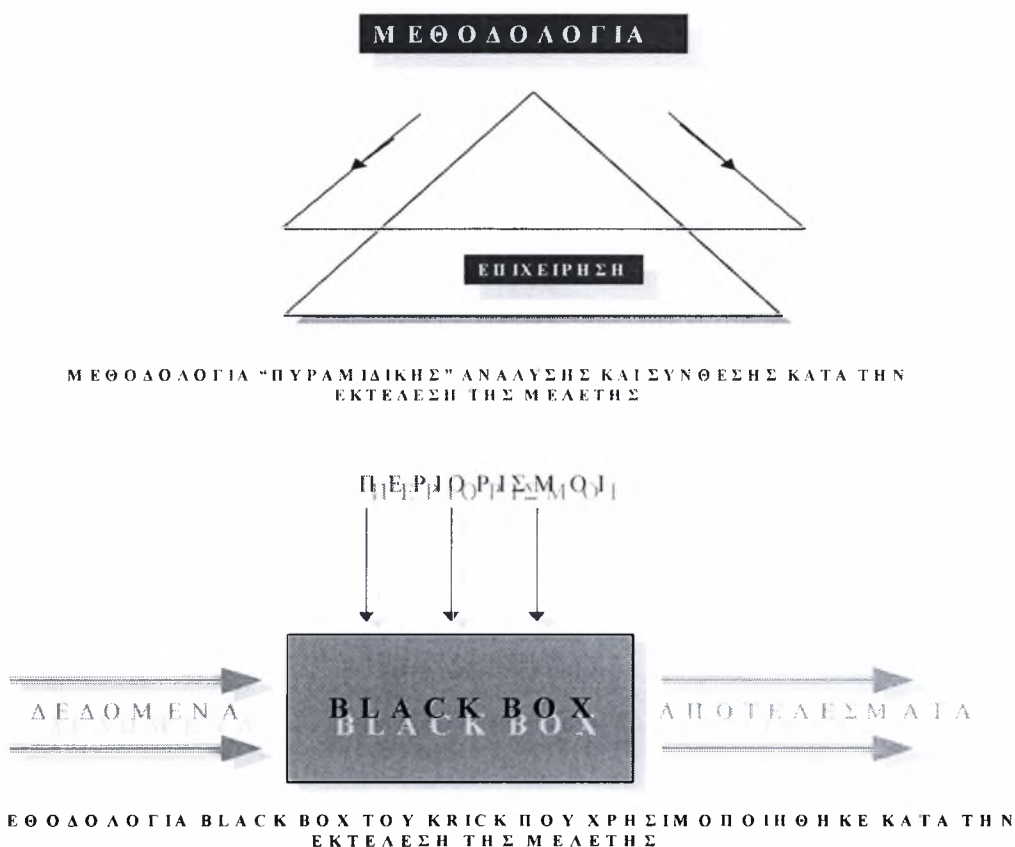 ΜΕΘΟΔΟΛΟΓΙΑ
ΕΠΙΧΕΙΡΗΣΗ
ΜΕΘΟΔΟΛΟΓΙΑ “ΠΥΡΑΜΙΔΙΚΗΣ” ΑΝΑΛΥΣΗΣ ΚΑΙ ΣΥΝΘΕΣΗΣ ΚΑΤΑ ΤΗΝ
ΕΚΤΕΛΕΣΗ ΤΗΣ ΜΕΛΕΤΗΣ
ΠΕΡΙΟΡΙΣΜΟΙ
ΔΕΔΟΜΕΝΑ
BLACK BOX
ΑΠΟΤΕΛΕΣΜΑΤΑ
ΕΘΟΔΟΛΟΓΙΑ BLACK BOX ΤΟΥ KRICK ΠΟΥ ΧΡΗΣΙΜΟΠΟΙΗΘΗΚΕ ΚΑΤΑ ΤΗΝ
ΕΚΤΕΛΕΣΗ ΤΗΣ ΜΕΛΕΤΗΣ